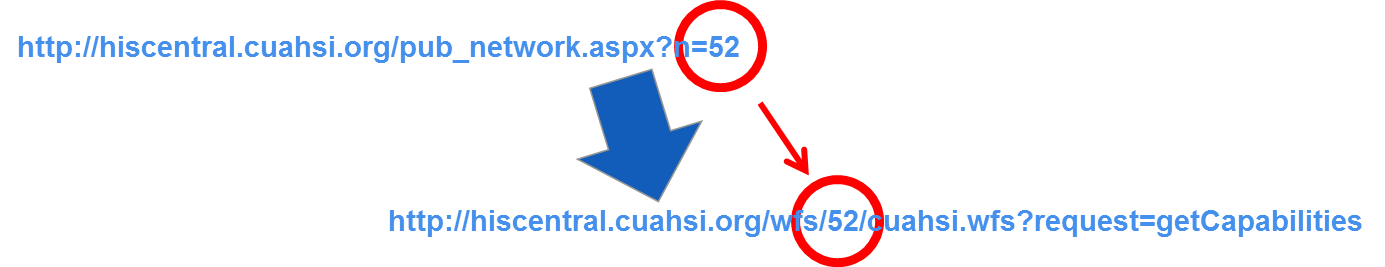 http://hiscentral.cuahsi.org/pub_network.aspx?n=52
http://hiscentral.cuahsi.org/wfs/52/cuahsi.wfs?request=getCapabilities